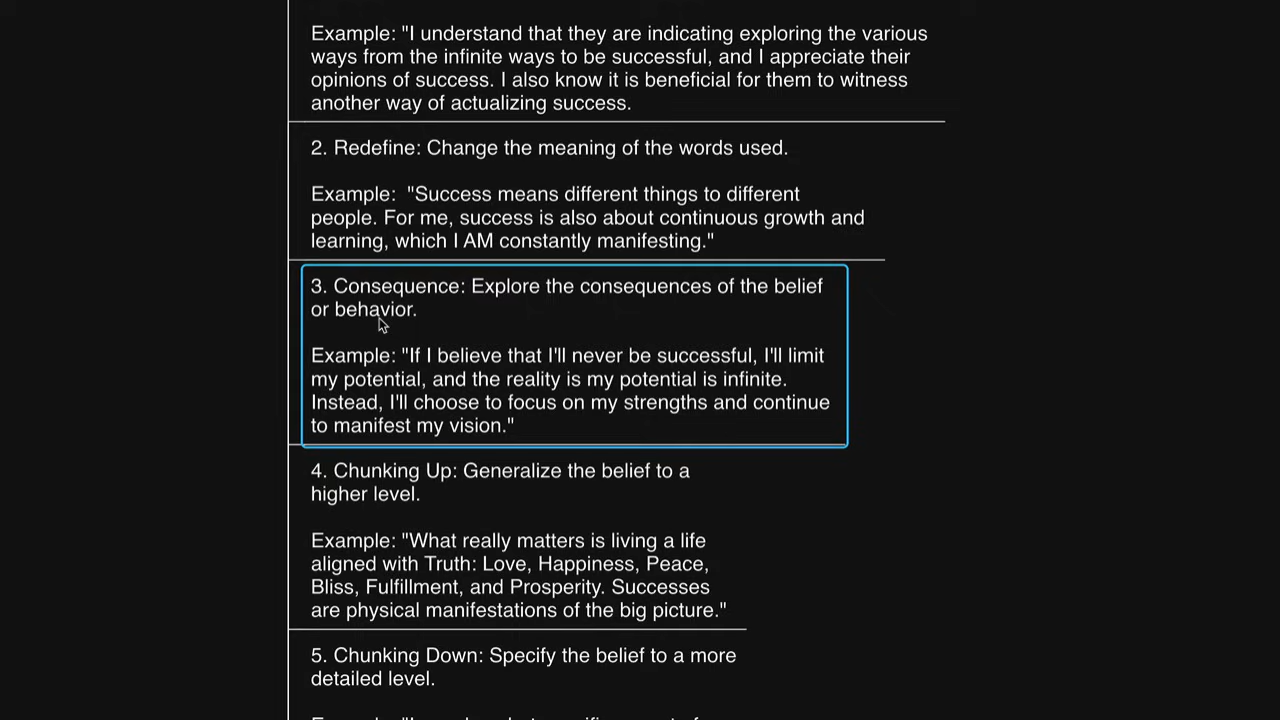 Example: "I understand that they are indicating exploring the various
ways from the infinite ways to be successful, and I appreciate their
opinions of success. I also know it is beneficial for them to witness
another way of actualizing success.
2. Redefine: Change the meaning of the words used.
Example:  "Success means different things to different
people. For me, success is also about continuous growth and
learning, which I AM constantly manifesting."
3. Consequence: Explore the consequences of the belief
or behavior.
Example: "If I believe that I'll never be successful, I'll limit
my potential, and the reality is my potential is infinite.
Instead, I'll choose to focus on my strengths and continue
to manifest my vision."
4. Chunking Up: Generalize the belief to a
higher level.
Example: "What really matters is living a life
aligned with Truth: Love, Happiness, Peace,
Bliss, Fulfillment, and Prosperity. Successes
are physical manifestations of the big picture."
5. Chunking Down: Specify the belief to a more
detailed level.